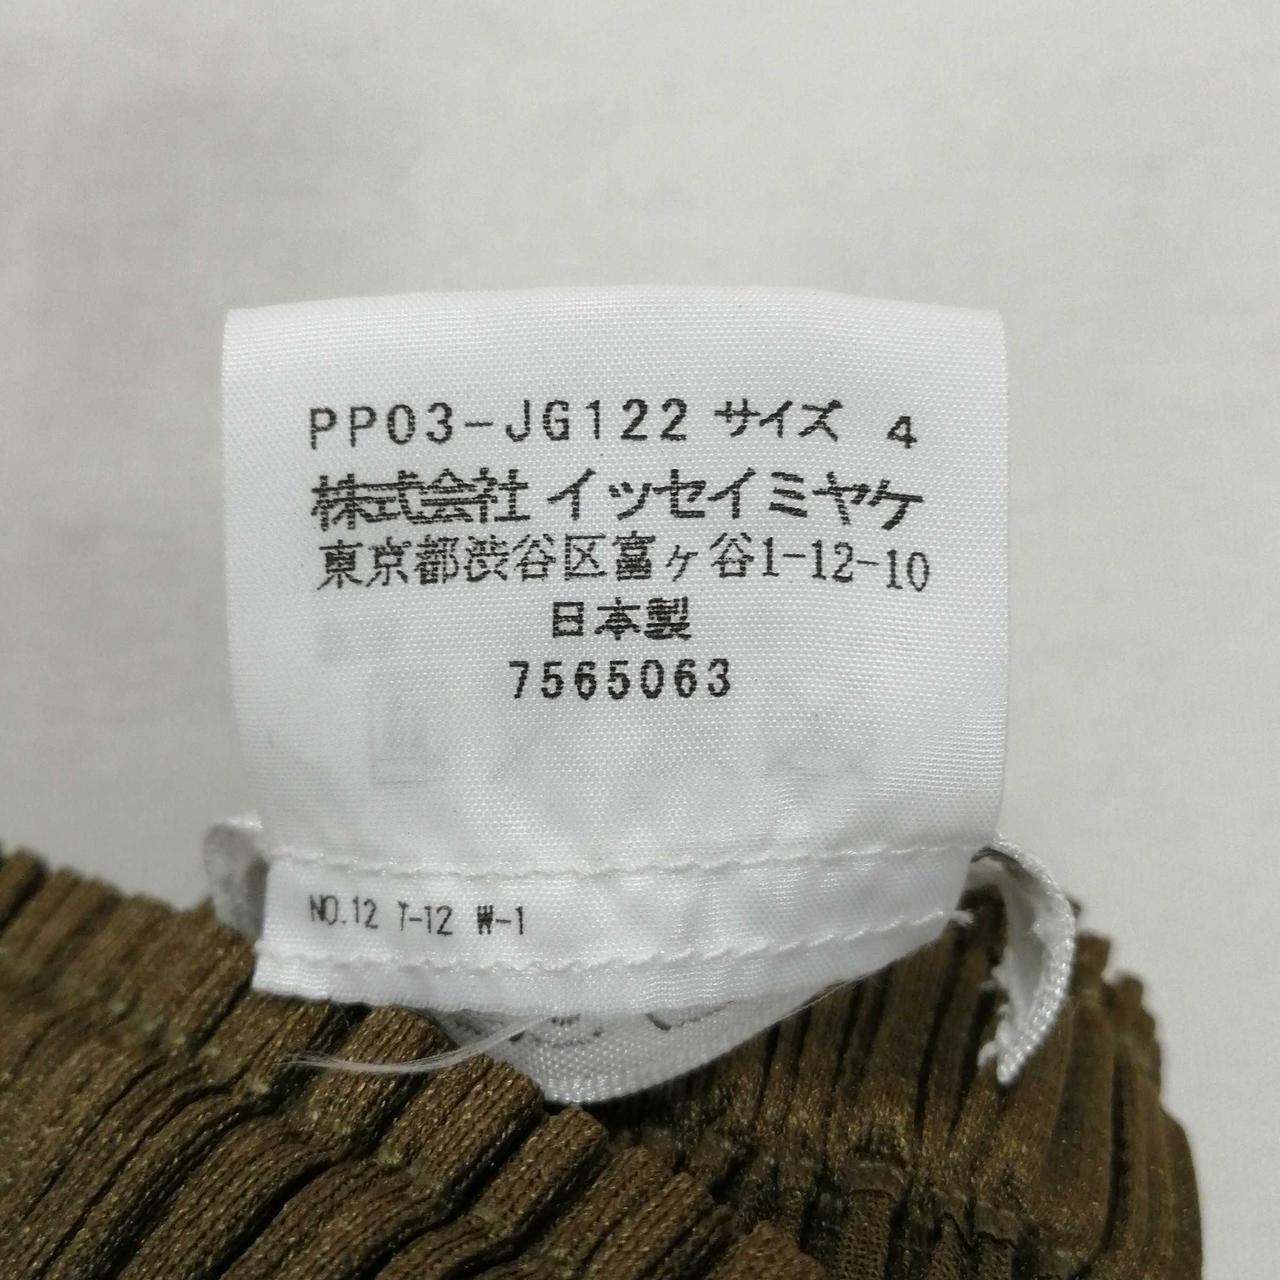 PP03-JG122 サイズ 4
株式会社 イッセイミヤケ
東京都渋谷区富ヶ谷1-12-10
日本製
7565063
NO.12 T-12 W-1